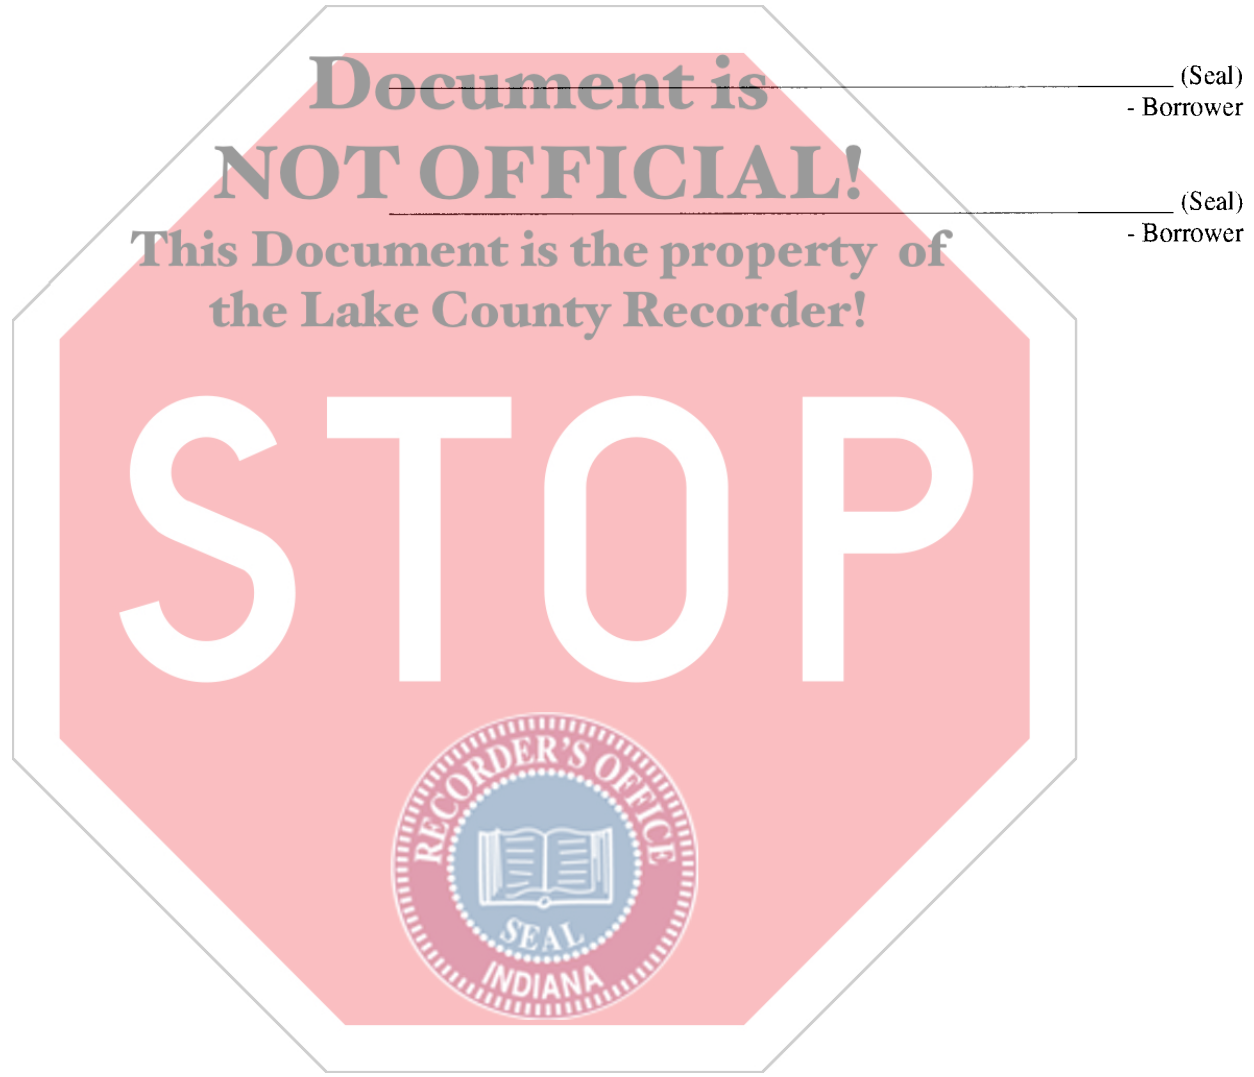 Document is
(Seal)
- Borrower
NOT OFFICIAL!
(Seal)
- Borrower
This Document is the property of
the Lake County Recorder!
STOP
RECORDER'S OFFICE
SEAL
INDIANA